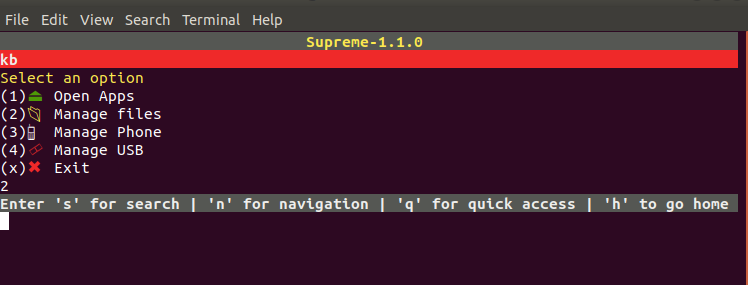 File Edit View Search Terminal Help
Supreme-1.1.0
kb
Select an option
(1)⏏ Open Apps
(2)📁 Manage files
(3)📱 Manage Phone
(4) Manage USB
(x)✖ Exit
2
Enter 's' for search | 'n' for navigation | 'q' for quick access | 'h' to go home